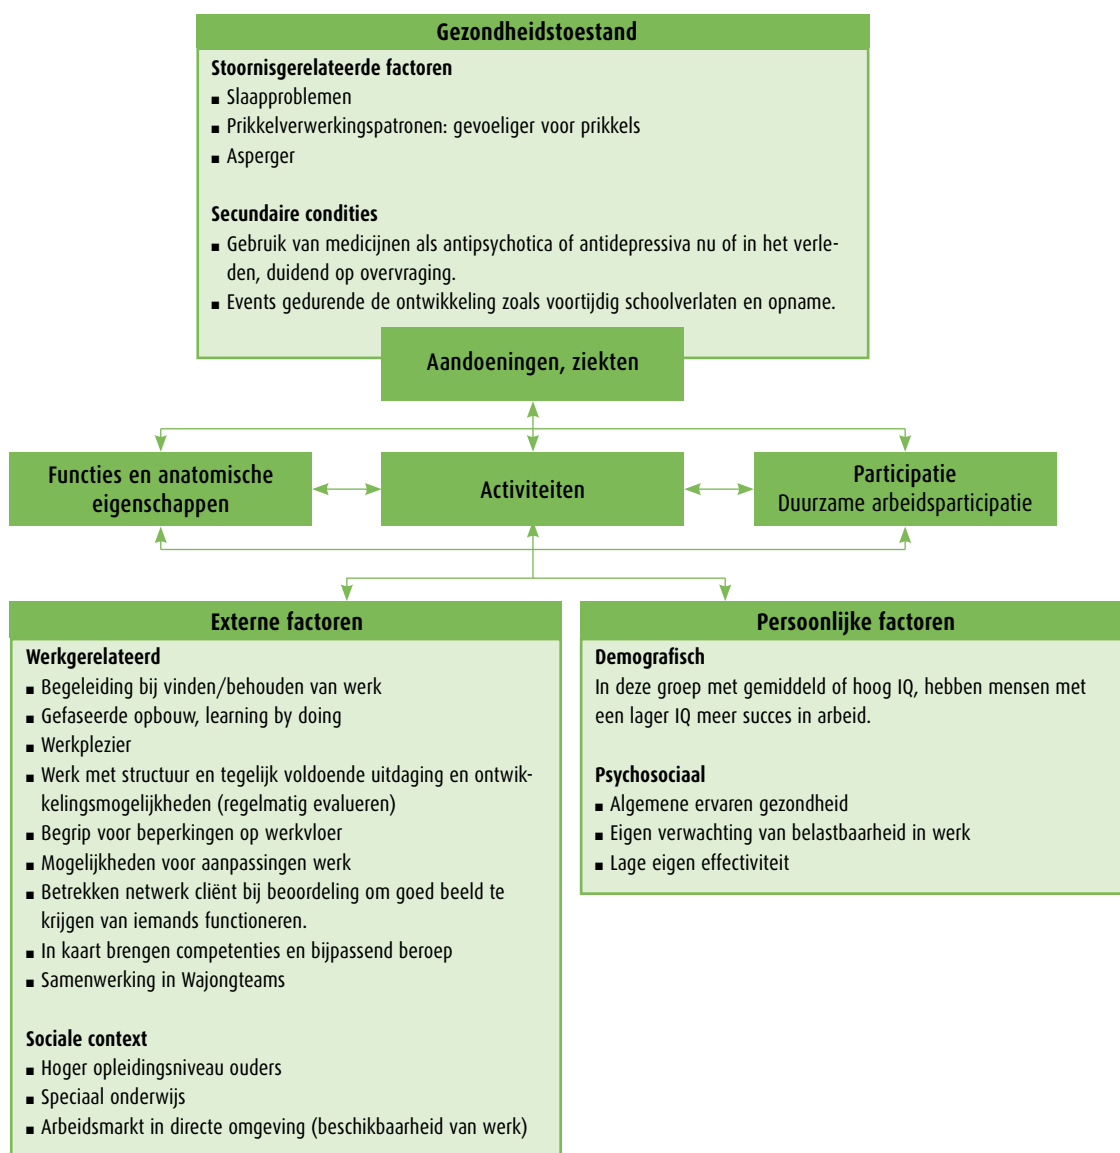 Gezondheidstoestand
Stoornisgerelateerde factoren
■ Slaapproblemen
■ Prikkelverwerkingspatronen: gevoeliger voor prikkels
■ Asperger
Secundaire condities
■ Gebruik van medicijnen als antipsychotica of antidepressiva nu of in het verle-
den, duidend op overvraging.
■ Events gedurende de ontwikkeling zoals voortijdig schoolverlaten en opname.
Aandoeningen, ziekten
Functies en anatomische
eigenschappen
Activiteiten
Participatie
Duurzame arbeidsparticipatie
Externe factoren
Werkgerelateerd
■ Begeleiding bij vinden/behouden van werk
■ Gefaseerde opbouw, learning by doing
■ Werkplezier
■ Werk met structuur en tegelijk voldoende uitdaging en ontwik-
kelingsmogelijkheden (regelmatig evalueren)
■ Begrip voor beperkingen op werkvloer
■ Mogelijkheden voor aanpassingen werk
■ Betrekken netwerk cliënt bij beoordeling om goed beeld te
krijgen van iemands functioneren.
■ In kaart brengen competenties en bijpassend beroep
■ Samenwerking in Wajongteams
Sociale context
■ Hoger opleidingsniveau ouders
■ Speciaal onderwijs
■ Arbeidsmarkt in directe omgeving (beschikbaarheid van werk)
Persoonlijke factoren
Demografisch
In deze groep met gemiddeld of hoog IQ, hebben mensen met
een lager IQ meer succes in arbeid.
Psychosociaal
■ Algemene ervaren gezondheid
■ Eigen verwachting van belastbaarheid in werk
■ Lage eigen effectiviteit